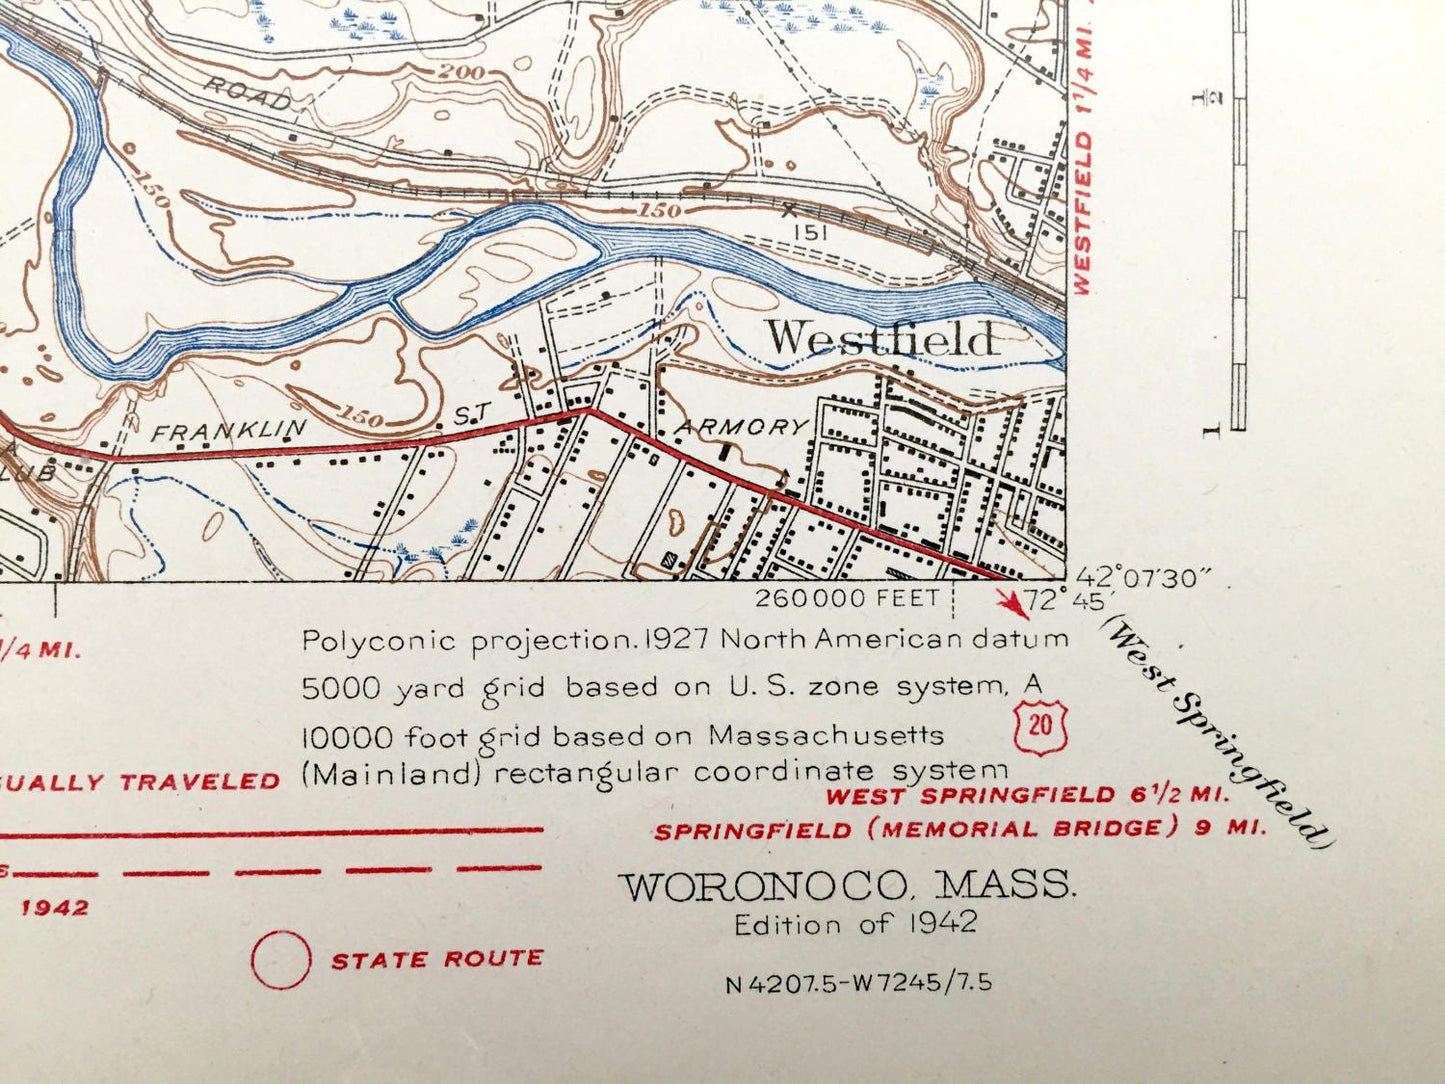 200
ROAD
150
150
151
WESTFIELD 1 1/4 MI.
1/2
1
Westfield
150
FRANKLIN ST
ARMORY
LUB
42°07'30"
260000 FEET
72°45'
(West Springfield)
1/4 MI.
Polyconic projection. 1927 North American datum
5000 yard grid based on U.S. zone system, A
10000 foot grid based on Massachusetts
(Mainland) rectangular coordinate system
20
UALLY TRAVELED
WEST SPRINGFIELD 6 1/2 MI.
SPRINGFIELD (MEMORIAL BRIDGE) 9 MI.
1942
STATE ROUTE
WORONOCO, MASS.
Edition of 1942
N4207.5-W7245/7.5